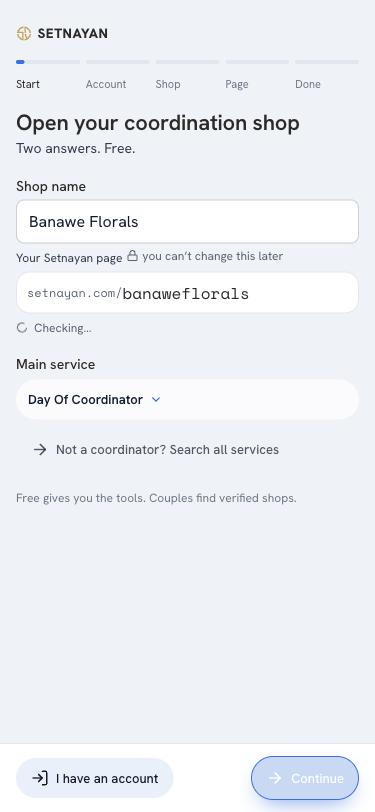 SETNAYAN
Start Account Shop Page Done
Open your coordination shop
Two answers. Free.
Shop name
Banawe Florals
Your Setnayan page you can’t change this later
setnayan.com/banaweflorals
Checking…
Main service
Day Of Coordinator
Not a coordinator? Search all services
Free gives you the tools. Couples find verified shops.
I have an account Continue